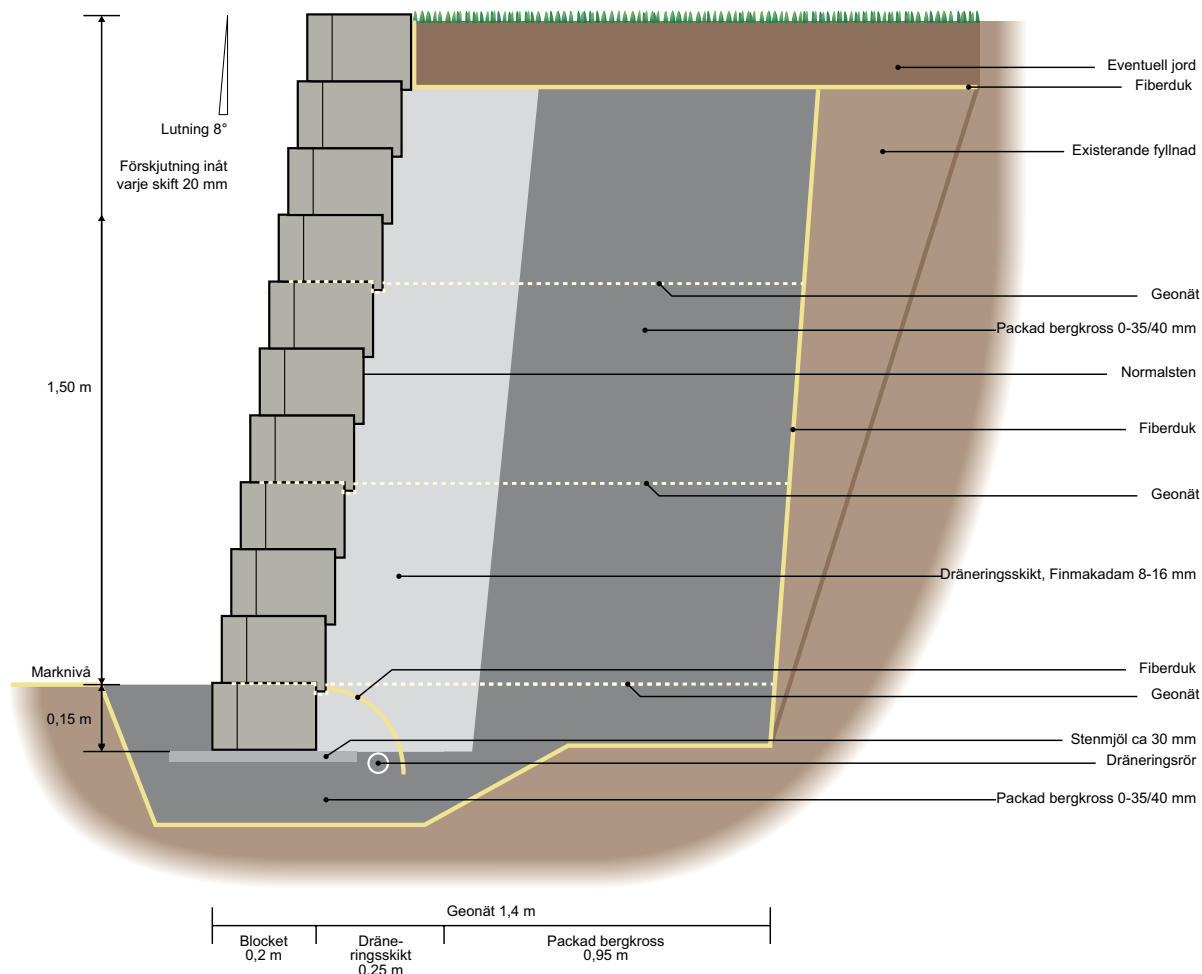 Eventuell jord
Fiberduk
Lutning 8°
Existerande fyllnad
Förskjutning inåt
varje skift 20 mm
Geonät
Packad bergkross 0-35/40 mm
Normalsten
1,50 m
Fiberduk
Geonät
Dräneringsskikt, Finmakadam 8-16 mm
Marknivå
Fiberduk
Geonät
0,15 m
Stenmjöl ca 30 mm
Dräneringsrör
Packad bergkross 0-35/40 mm
Geonät 1,4 m
Blocket
0,2 m
Dräne-
ringsskikt
0,25 m
Packad bergkross
0,95 m